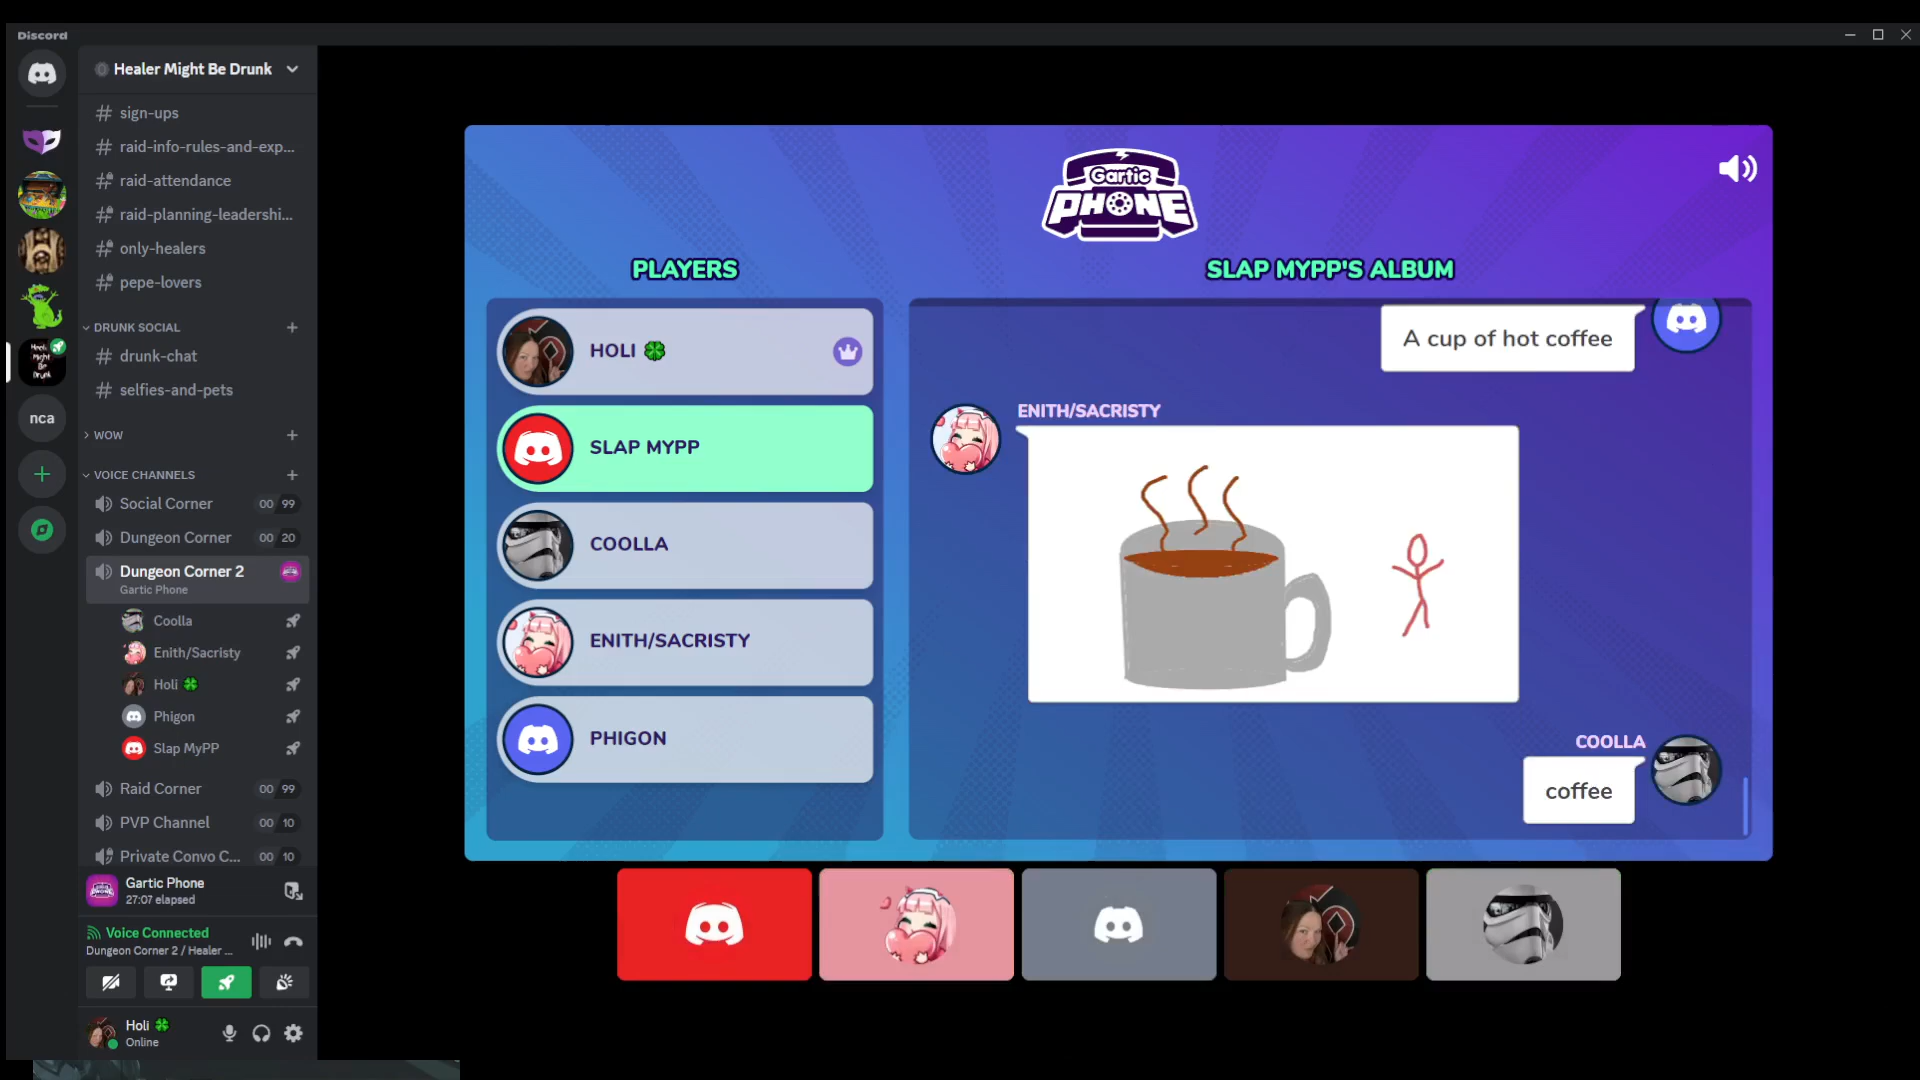 Discord
Healer Might Be Drunk
sign-ups
raid-info-rules-and-exp...
raid-attendance
raid-planning-leadershi...
only-healers
pepe-lovers
DRUNK SOCIAL
drunk-chat
selfies-and-pets
WOW
VOICE CHANNELS
Social Corner 00 99
Dungeon Corner 00 20
Dungeon Corner 2
Gartic Phone
Coolla
Enith/Sacristy
Holi
Phigon
Slap MyPP
Raid Corner 00 99
PVP Channel 00 10
Private Convo C... 00 10
Gartic Phone
27:07 elapsed
Voice Connected
Dungeon Corner 2 / Healer ...
Holi
Online
Might
Be
Drunk
nca
Gartic
PHONE
PLAYERS
HOLI
SLAP MYPP
COOLLA
ENITH/SACRISTY
PHIGON
SLAP MYPP'S ALBUM
A cup of hot coffee
ENITH/SACRISTY
COOLLA
coffee